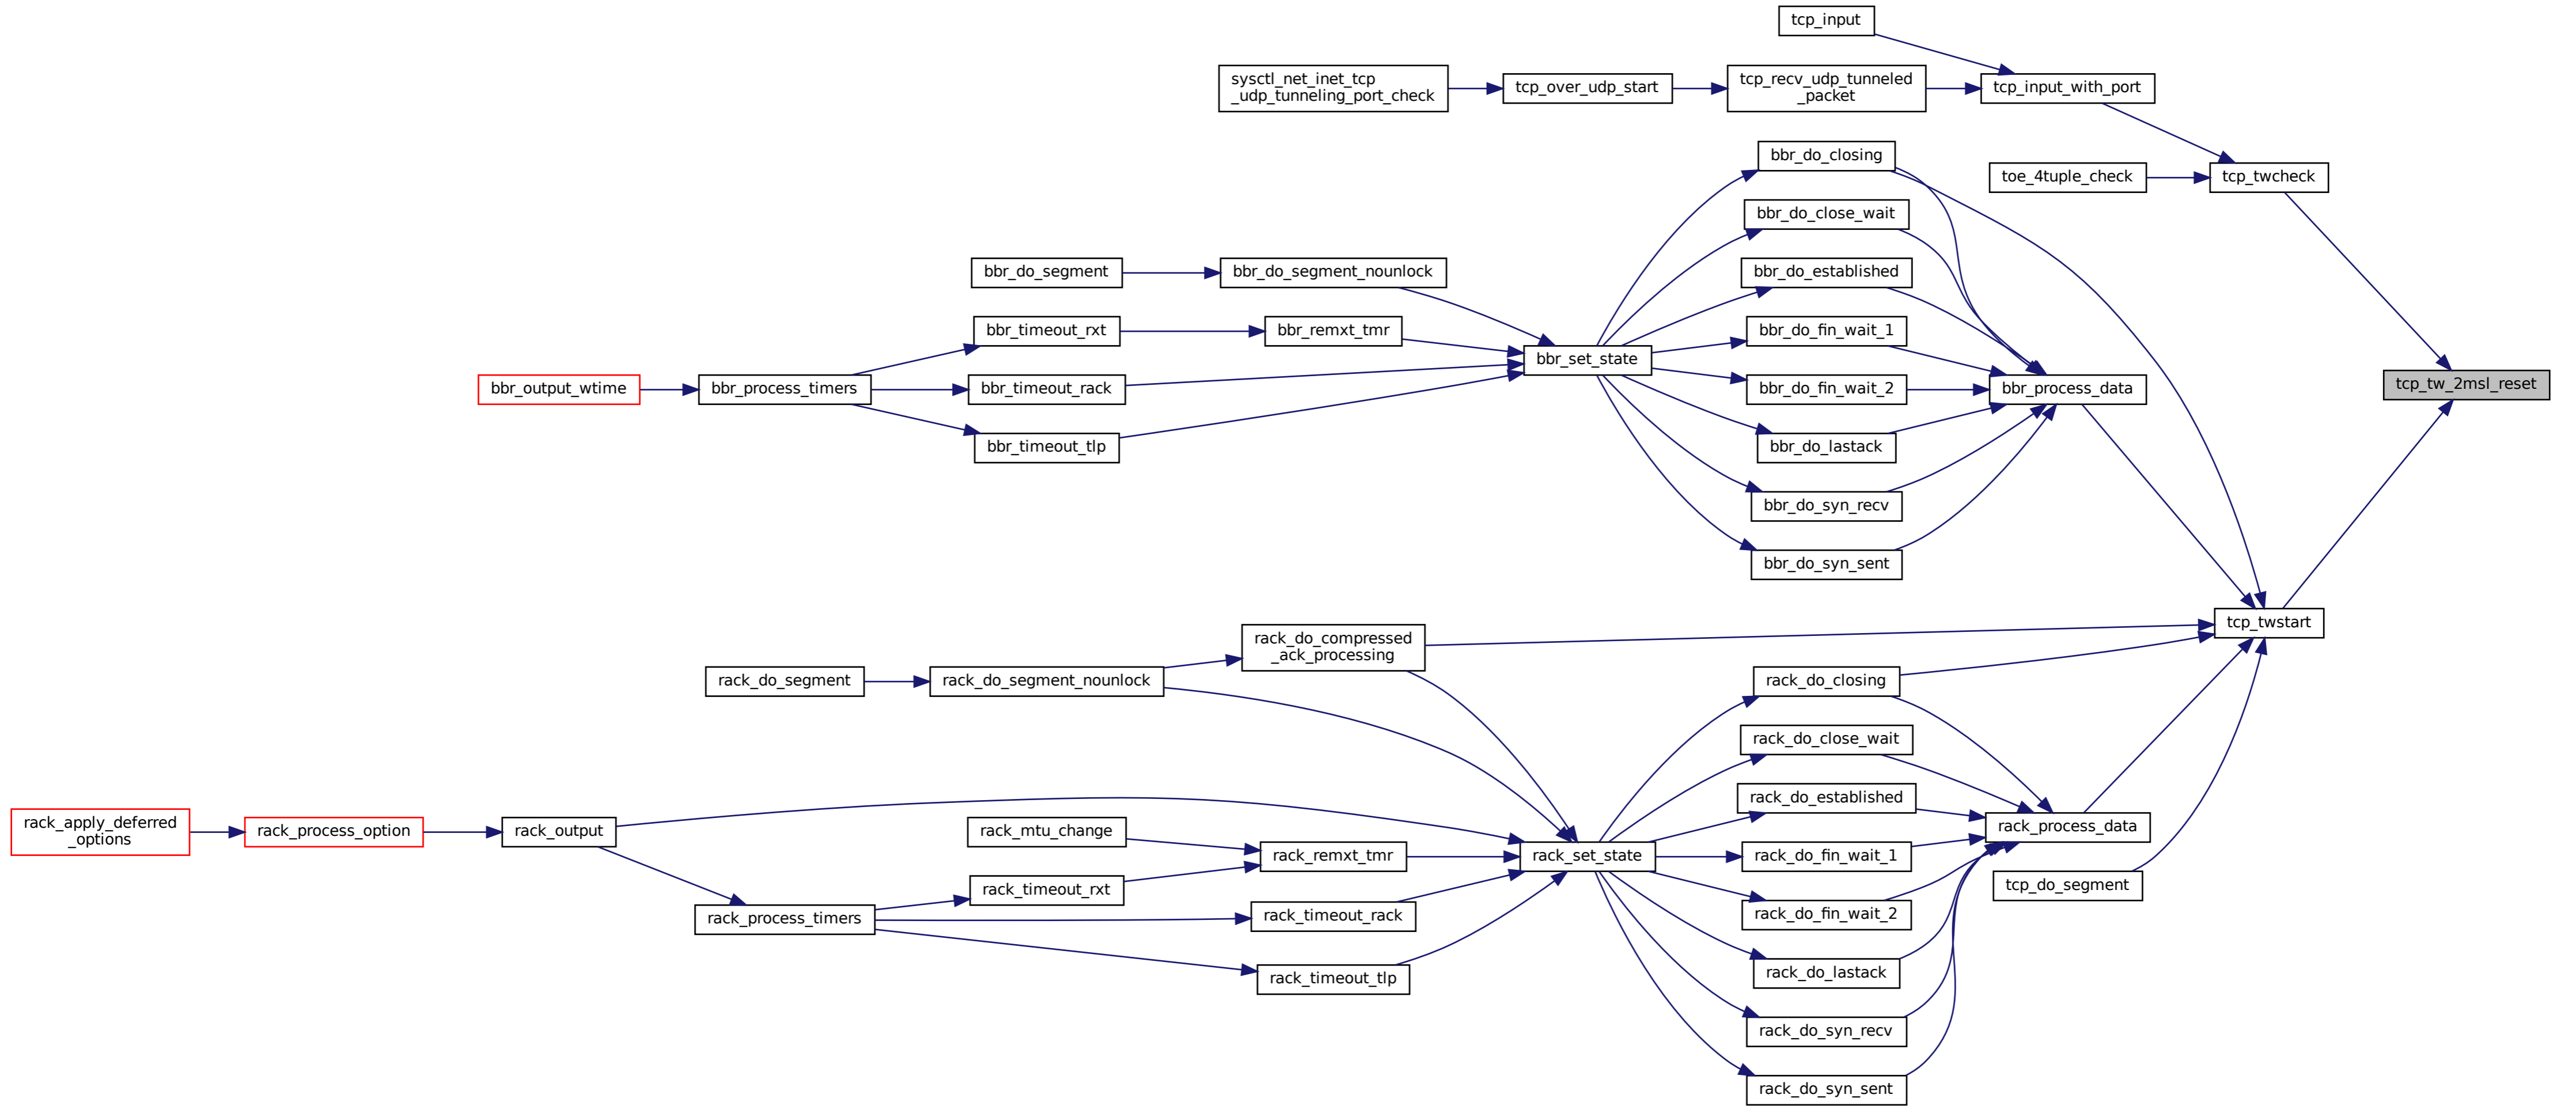 tcp_input
sysctl_net_inet_tcp
_udp_tunneling_port_check
tcp_over_udp_start
tcp_recv_udp_tunneled
_packet
tcp_input_with_port
bbr_do_closing
toe_4tuple_check
tcp_twcheck
bbr_do_close_wait
bbr_do_segment
bbr_do_segment_nounlock
bbr_do_established
bbr_timeout_rxt
bbr_remxt_tmr
bbr_do_fin_wait_1
bbr_set_state
bbr_output_wtime
bbr_process_timers
bbr_timeout_rack
bbr_do_fin_wait_2
bbr_process_data
tcp_tw_2msl_reset
bbr_timeout_tlp
bbr_do_lastack
bbr_do_syn_recv
bbr_do_syn_sent
tcp_twstart
rack_do_compressed
_ack_processing
rack_do_segment
rack_do_segment_nounlock
rack_do_closing
rack_do_close_wait
rack_do_established
rack_apply_deferred
_options
rack_process_option
rack_output
rack_mtu_change
rack_process_data
rack_remxt_tmr
rack_set_state
rack_do_fin_wait_1
rack_timeout_rxt
tcp_do_segment
rack_process_timers
rack_timeout_rack
rack_do_fin_wait_2
rack_timeout_tlp
rack_do_lastack
rack_do_syn_recv
rack_do_syn_sent